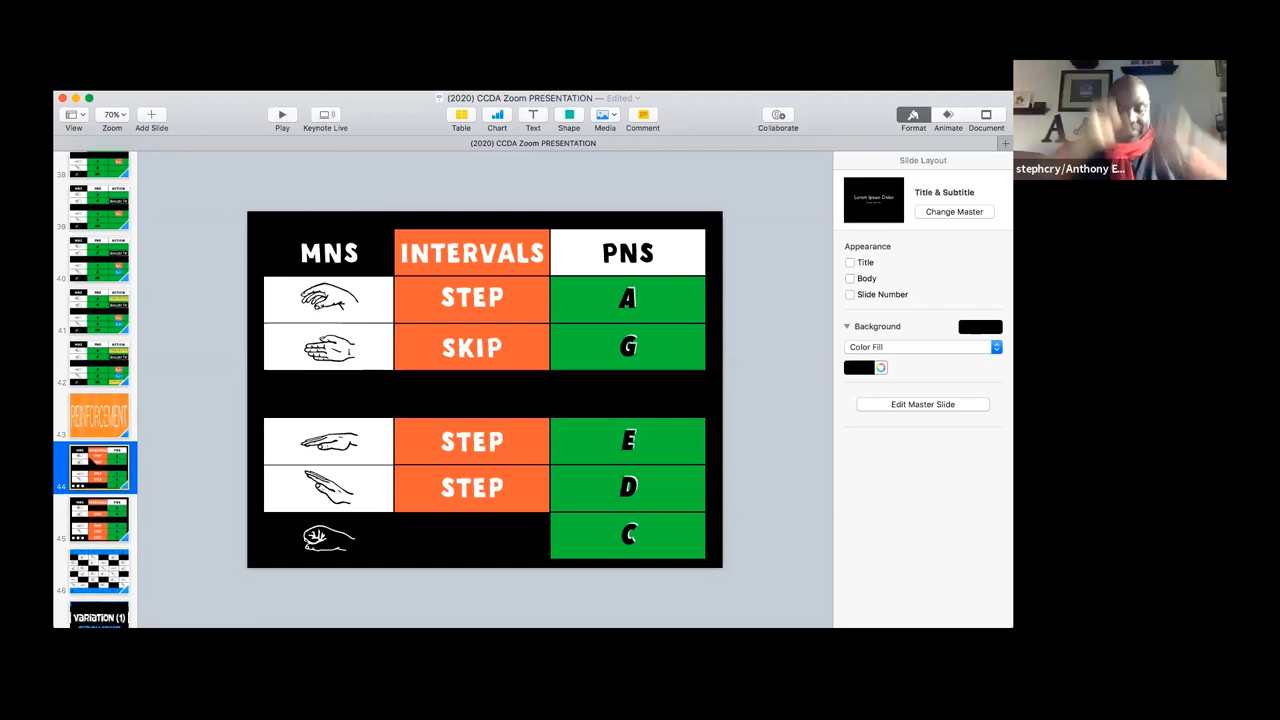 (2020) CCDA Zoom PRESENTATION — Edited
70%
View
Zoom
Add Slide
Play
Keynote Live
Table
Chart
Text
Shape
Media
Comment
Collaborate
Format
Animate
Document
(2020) CCDA Zoom PRESENTATION
38
39
40
41
42
REINFORCEMENT
43
44
45
46
VARIATION (1)
MNS INTERVALS PNS
STEP A
SKIP G
STEP E
STEP D
C
Slide Layout
Lorem Ipsum Dolor
Title & Subtitle
Change Master
Appearance
Title
Body
Slide Number
Background
Color Fill
Edit Master Slide
stephcry/Anthony E...